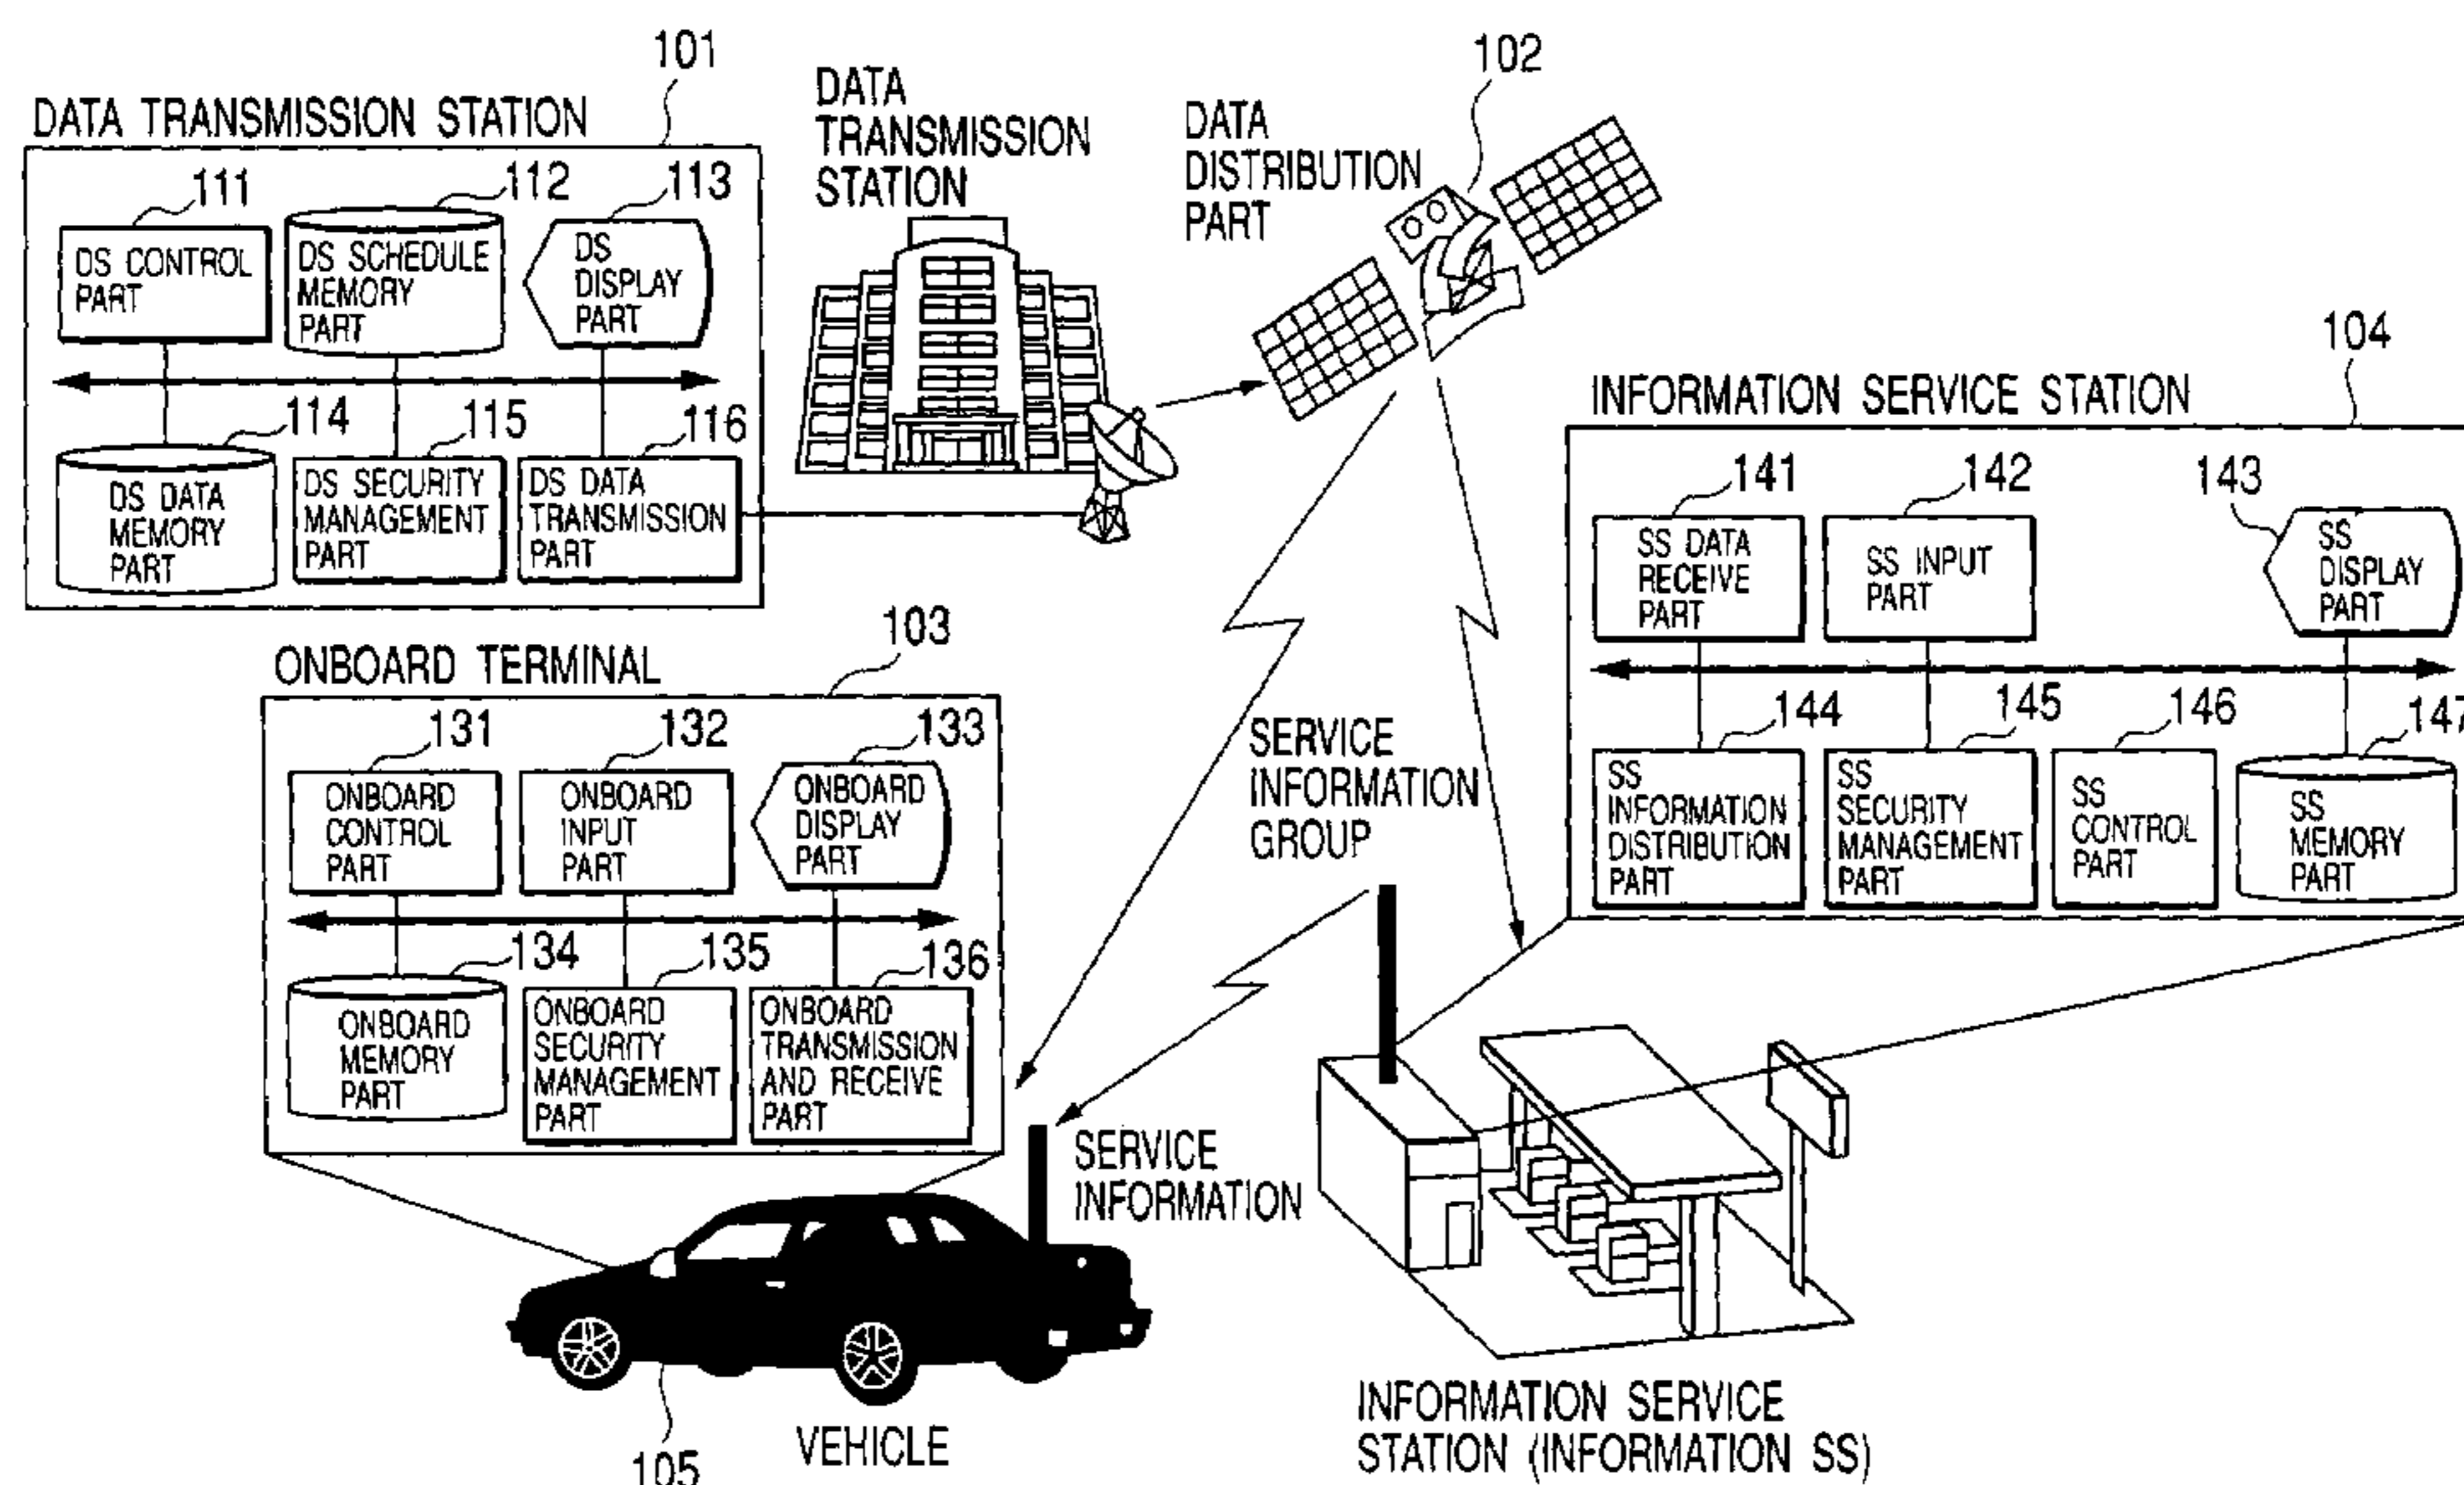 101
DATA TRANSMISSION STATION
111
112
113
DS CONTROL
PART
DS SCHEDULE
MEMORY
PART
DS
DISPLAY
PART
114
115
116
DS DATA
MEMORY
PART
DS SECURITY
MANAGEMENT
PART
DS DATA
TRANSMISSION
PART
DATA
TRANSMISSION
STATION
102
DATA
DISTRIBUTION
PART
104
INFORMATION SERVICE STATION
141
142
143
SS DATA
RECEIVE
PART
SS INPUT
PART
SS
DISPLAY
PART
144
145
146
147
SS
INFORMATION
DISTRIBUTION
PART
SS
SECURITY
MANAGEMENT
PART
SS
CONTROL
PART
SS
MEMORY
PART
103
ONBOARD TERMINAL
131
132
133
ONBOARD
CONTROL
PART
ONBOARD
INPUT
PART
ONBOARD
DISPLAY
PART
134
135
136
ONBOARD
MEMORY
PART
ONBOARD
SECURITY
MANAGEMENT
PART
ONBOARD
TRANSMISSION
AND RECEIVE
PART
SERVICE
INFORMATION
GROUP
SERVICE
INFORMATION
105
VEHICLE
INFORMATION SERVICE
STATION (INFORMATION SS)